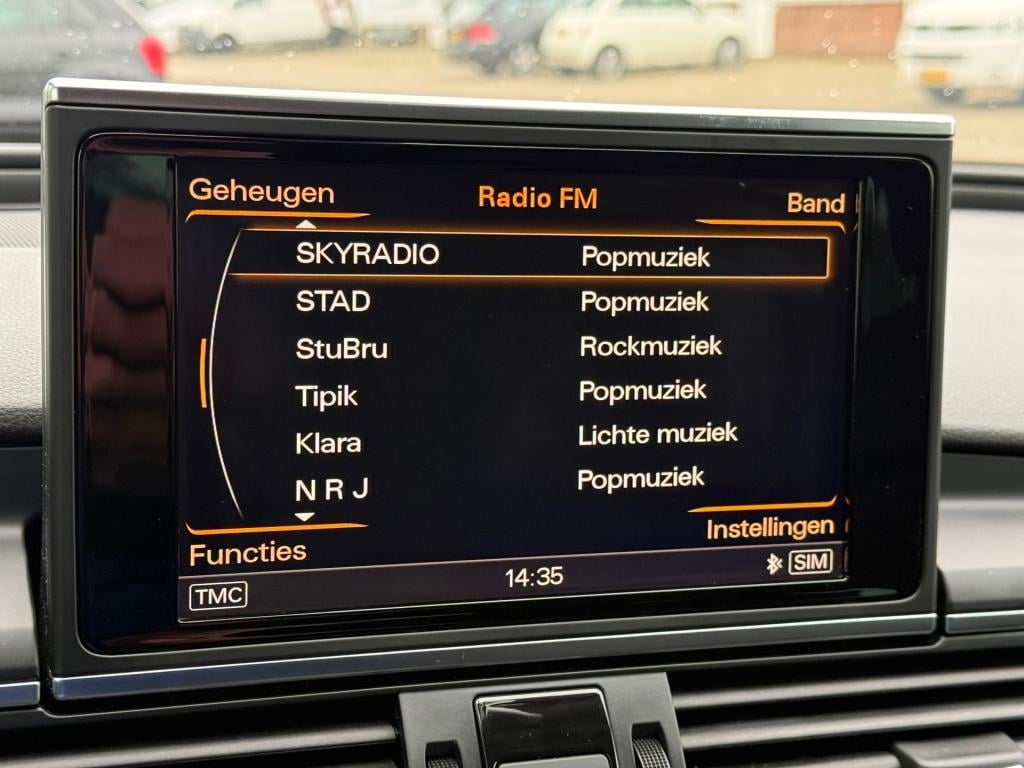 Geheugen Radio FM Band
SKYRADIO Popmuziek
STAD Popmuziek
StuBru Rockmuziek
Tipik Popmuziek
Klara Lichte muziek
N R J Popmuziek
Functies Instellingen
TMC 14:35 SIM